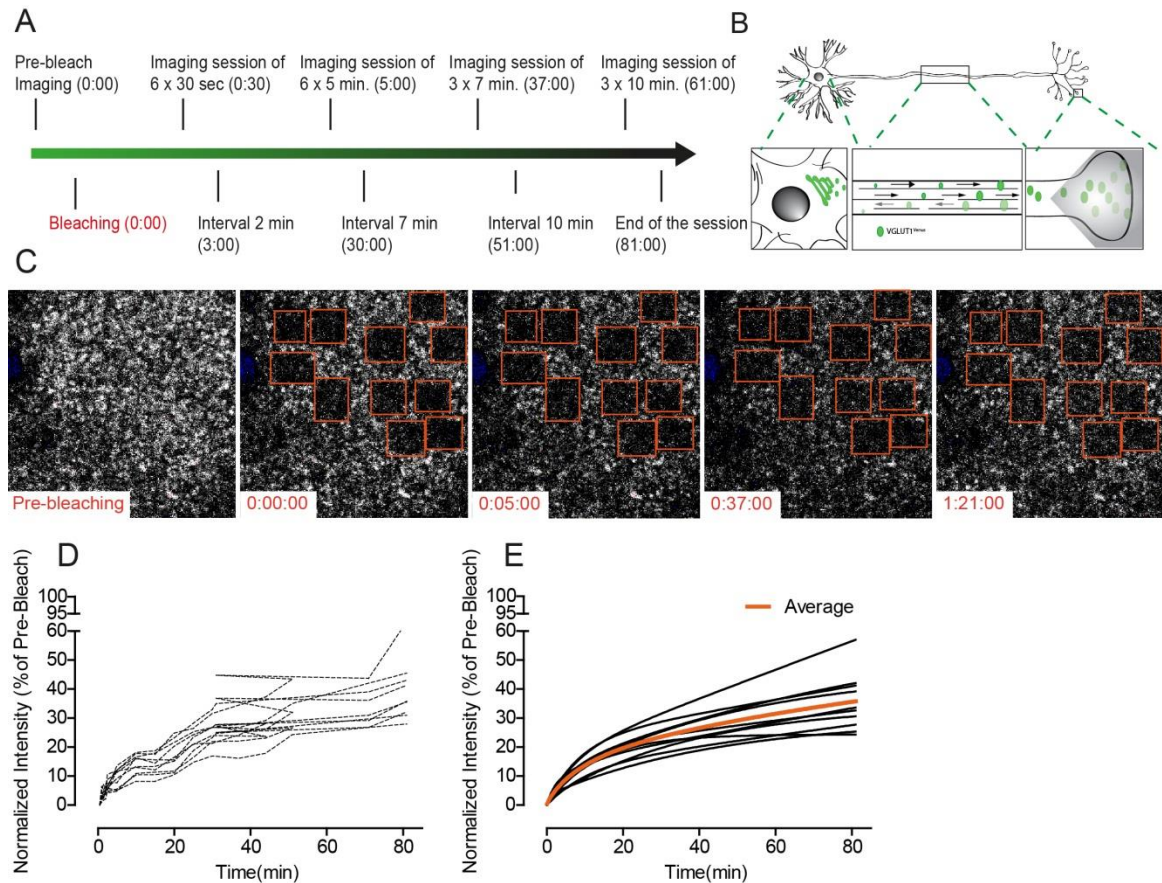 A
Pre-bleach
Imaging (0:00)
Imaging session of
6 x 30 sec (0:30)
Imaging session of
6 x 5 min. (5:00)
Imaging session of
3 x 7 min. (37:00)
Imaging session of
3 x 10 min. (61:00)
Bleaching (0:00)
Interval 2 min
(3:00)
Interval 7 min
(30:00)
Interval 10 min
(51:00)
End of the session
(81:00)
B
VGLUT1Venus
C
Pre-bleaching
0:00:00
0:05:00
0:37:00
1:21:00
D
Normalized Intensity (% of Pre-Bleach)
100
95
60
50
40
30
20
10
0
0
20
40
60
80
Time(min)
E
Normalized Intensity (% of Pre-Bleach)
100
95
60
50
40
30
20
10
0
Average
0
20
40
60
80
Time(min)